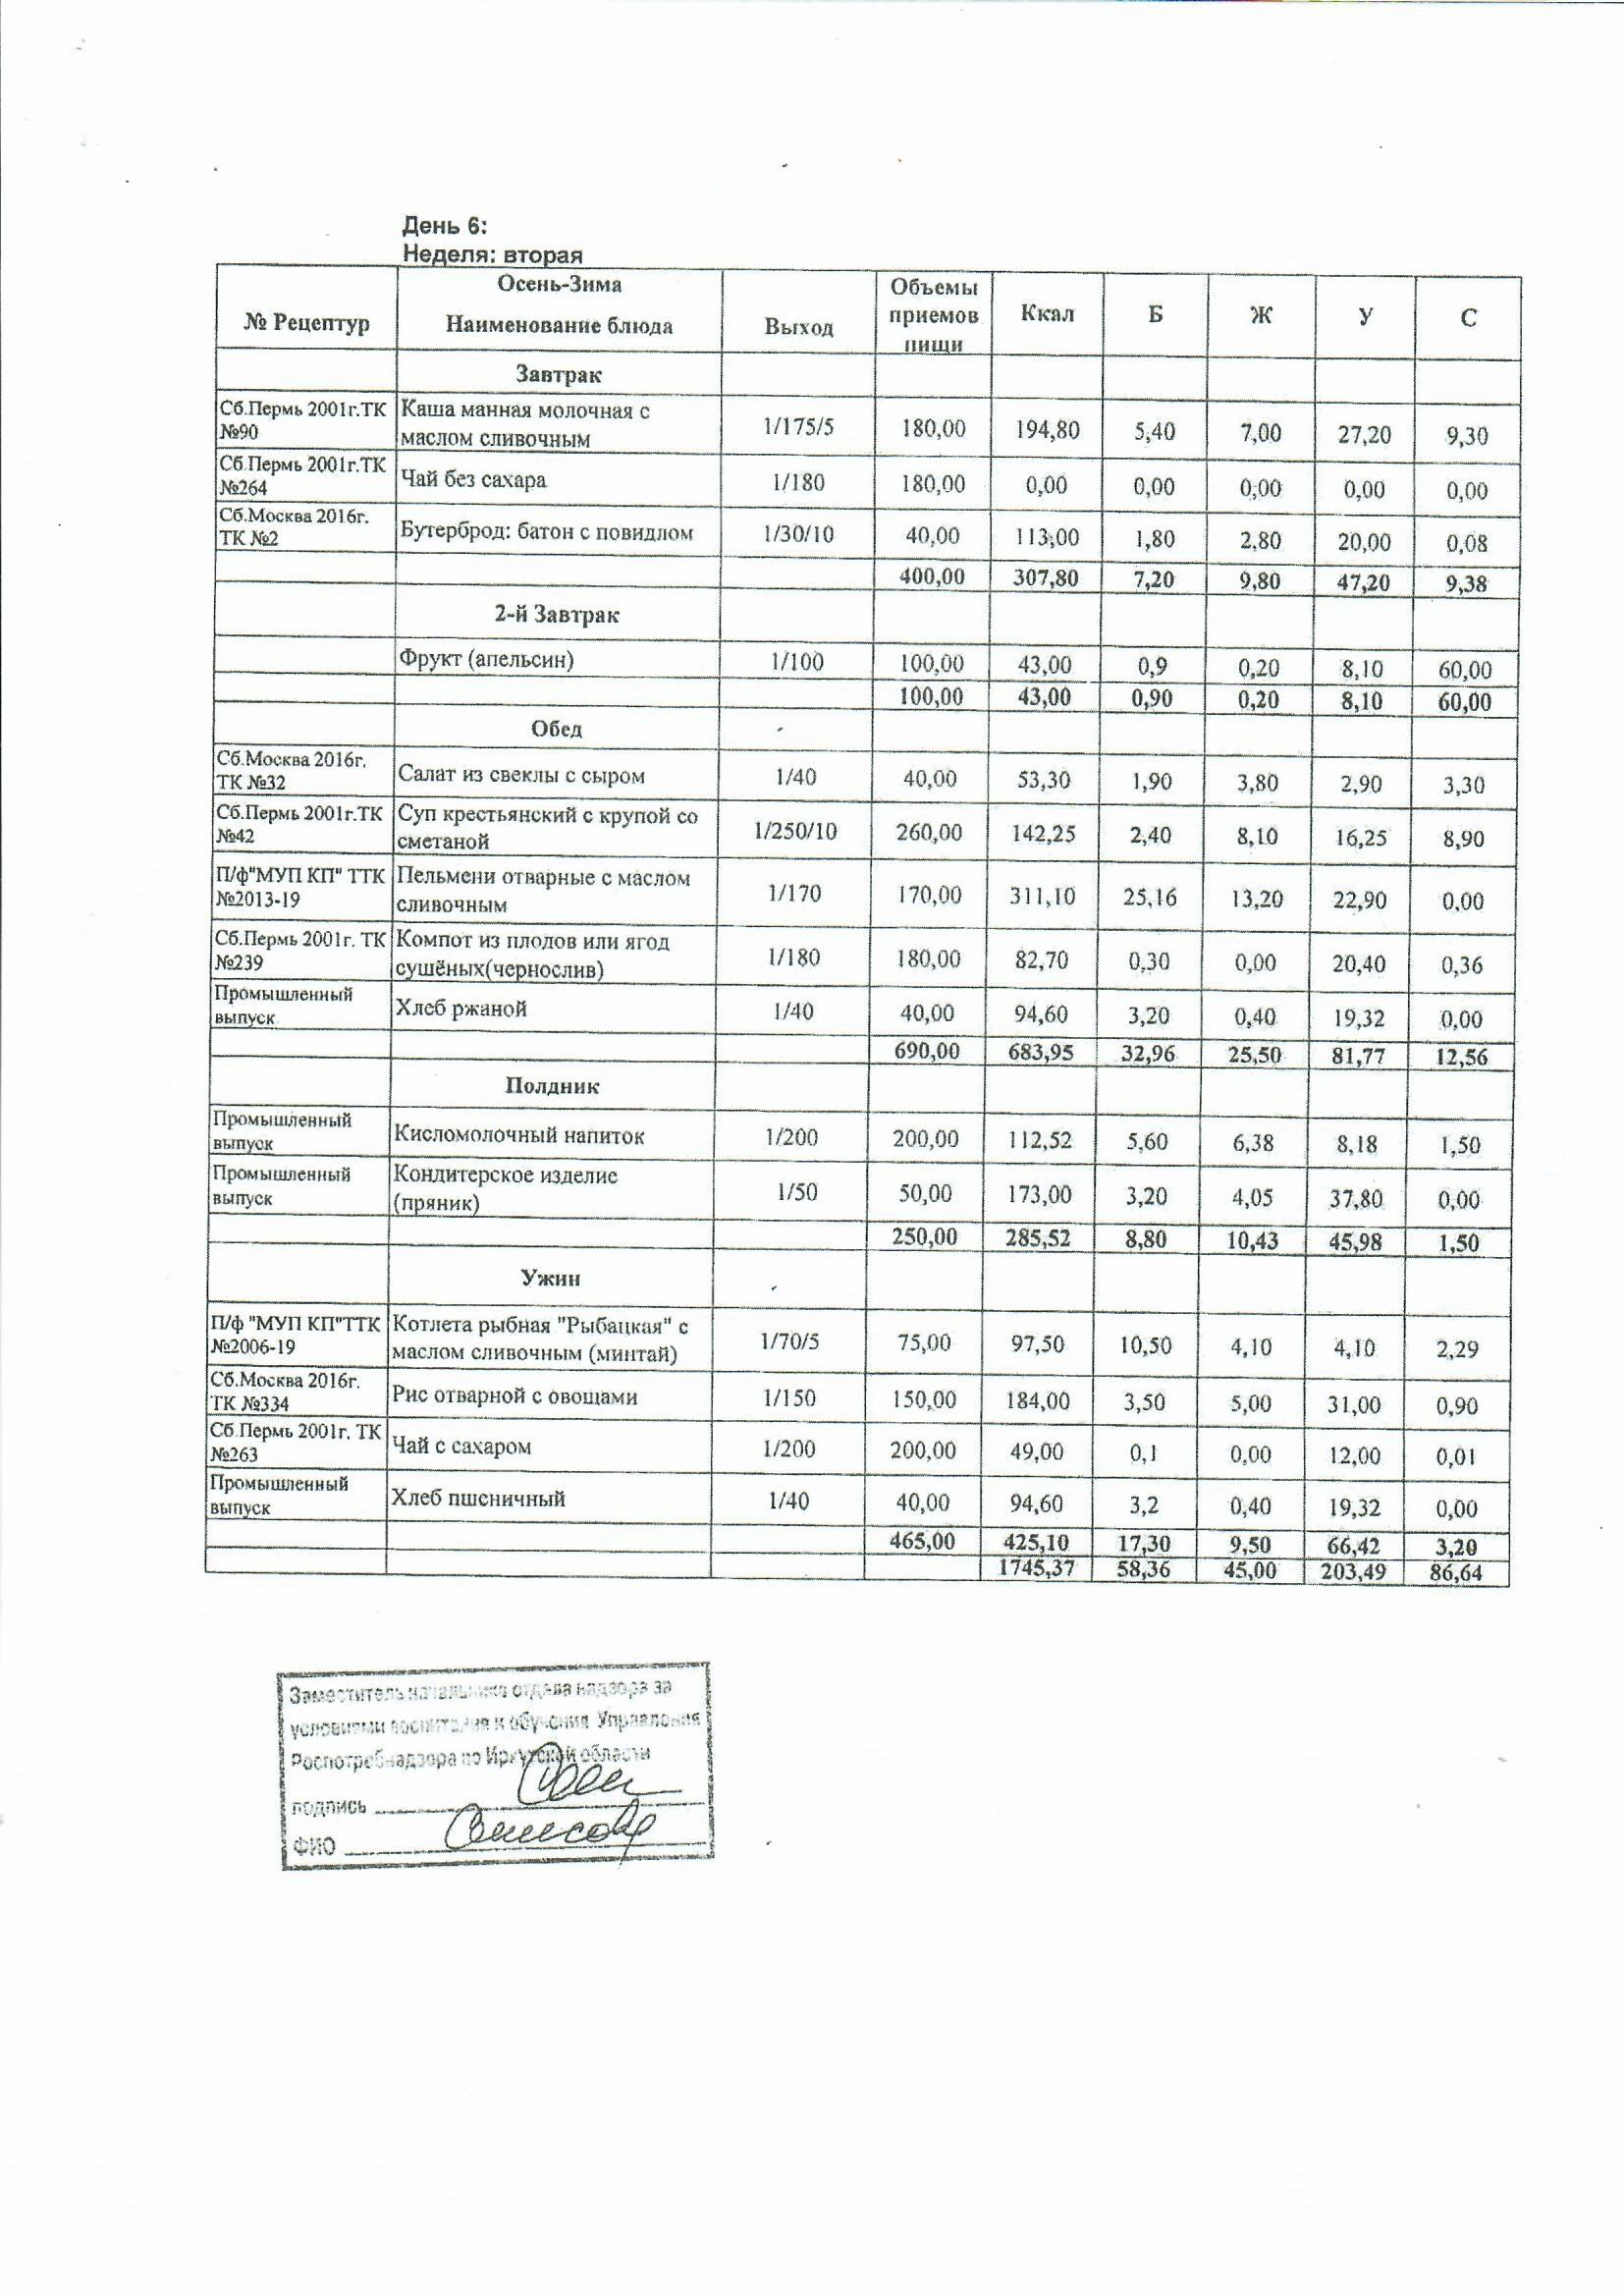 День 6:
Неделя: вторая
№ Рецептур Осень-Зима Наименование блюда Выход Объемы приемов пищи Ккал Б Ж У С
Завтрак
Сб.Пермь 2001г.ТК №90 Каша манная молочная с маслом сливочным 1/175/5 180,00 194,80 5,40 7,00 27,20 9,30
Сб.Пермь 2001г.ТК №264 Чай без сахара 1/180 180,00 0,00 0,00 0,00 0,00 0,00
Сб.Москва 2016г. ТК №2 Бутерброд: батон с повидлом 1/30/10 40,00 113,00 1,80 2,80 20,00 0,08
400,00 307,80 7,20 9,80 47,20 9,38
2-й Завтрак
Фрукт (апельсин) 1/100 100,00 43,00 0,9 0,20 8,10 60,00
100,00 43,00 0,90 0,20 8,10 60,00
Обед
Сб.Москва 2016г. ТК №32 Салат из свеклы с сыром 1/40 40,00 53,30 1,90 3,80 2,90 3,30
Сб.Пермь 2001г.ТК №42 Суп крестьянский с крупой со сметаной 1/250/10 260,00 142,25 2,40 8,10 16,25 8,90
П/ф"МУП КП" ТТК №2013-19 Пельмени отварные с маслом сливочным 1/170 170,00 311,10 25,16 13,20 22,90 0,00
Сб.Пермь 2001г. ТК №239 Компот из плодов или ягод сушёных(чернослив) 1/180 180,00 82,70 0,30 0,00 20,40 0,36
Промышленный выпуск Хлеб ржаной 1/40 40,00 94,60 3,20 0,40 19,32 0,00
690,00 683,95 32,96 25,50 81,77 12,56
Полдник
Промышленный выпуск Кисломолочный напиток 1/200 200,00 112,52 5,60 6,38 8,18 1,50
Промышленный выпуск Кондитерское изделие (пряник) 1/50 50,00 173,00 3,20 4,05 37,80 0,00
250,00 285,52 8,80 10,43 45,98 1,50
Ужин
П/ф "МУП КП"ТТК №2006-19 Котлета рыбная "Рыбацкая" с маслом сливочным (минтай) 1/70/5 75,00 97,50 10,50 4,10 4,10 2,29
Сб.Москва 2016г. ТК №334 Рис отварной с овощами 1/150 150,00 184,00 3,50 5,00 31,00 0,90
Сб.Пермь 2001г. ТК №263 Чай с сахаром 1/200 200,00 49,00 0,1 0,00 12,00 0,01
Промышленный выпуск Хлеб пшеничный 1/40 40,00 94,60 3,2 0,40 19,32 0,00
465,00 425,10 17,30 9,50 66,42 3,20
1745,37 58,36 45,00 203,49 86,64
Заместитель начальника отдела надзора за
условиями воспитания и обучения Управления
Роспотребнадзора по Иркутской области
подпись
ФИО